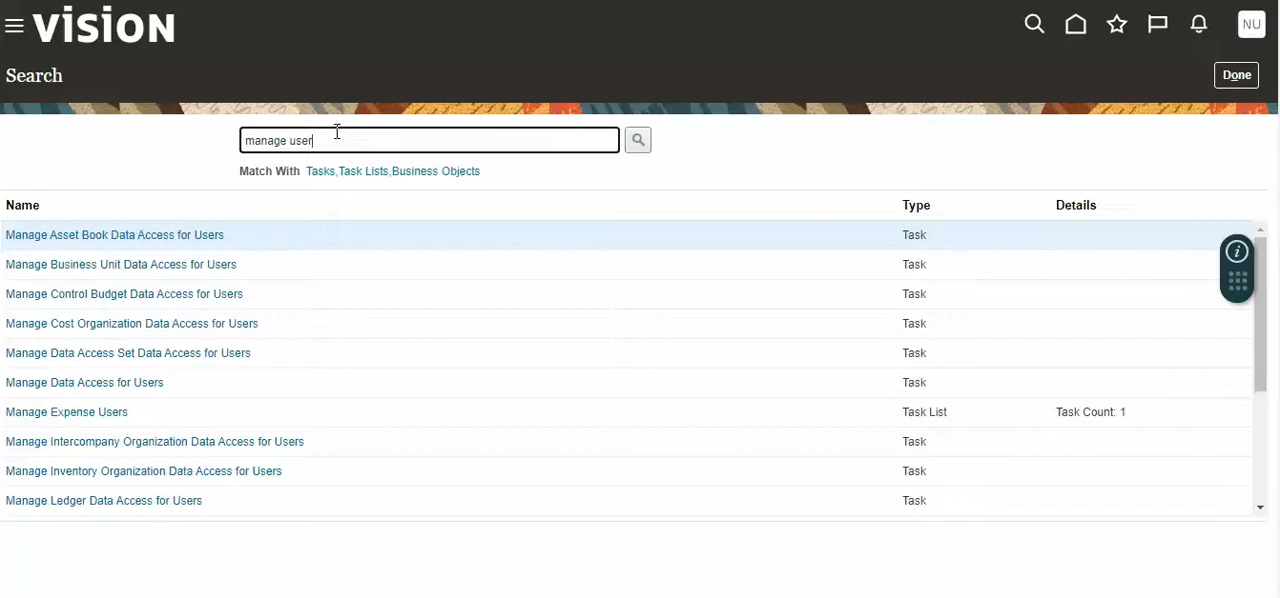 VISION
NU
Search
Done
manage user
Match With Tasks,Task Lists,Business Objects
Name Type Details
Manage Asset Book Data Access for Users Task
Manage Business Unit Data Access for Users Task
Manage Control Budget Data Access for Users Task
Manage Cost Organization Data Access for Users Task
Manage Data Access Set Data Access for Users Task
Manage Data Access for Users Task
Manage Expense Users Task List Task Count: 1
Manage Intercompany Organization Data Access for Users Task
Manage Inventory Organization Data Access for Users Task
Manage Ledger Data Access for Users Task